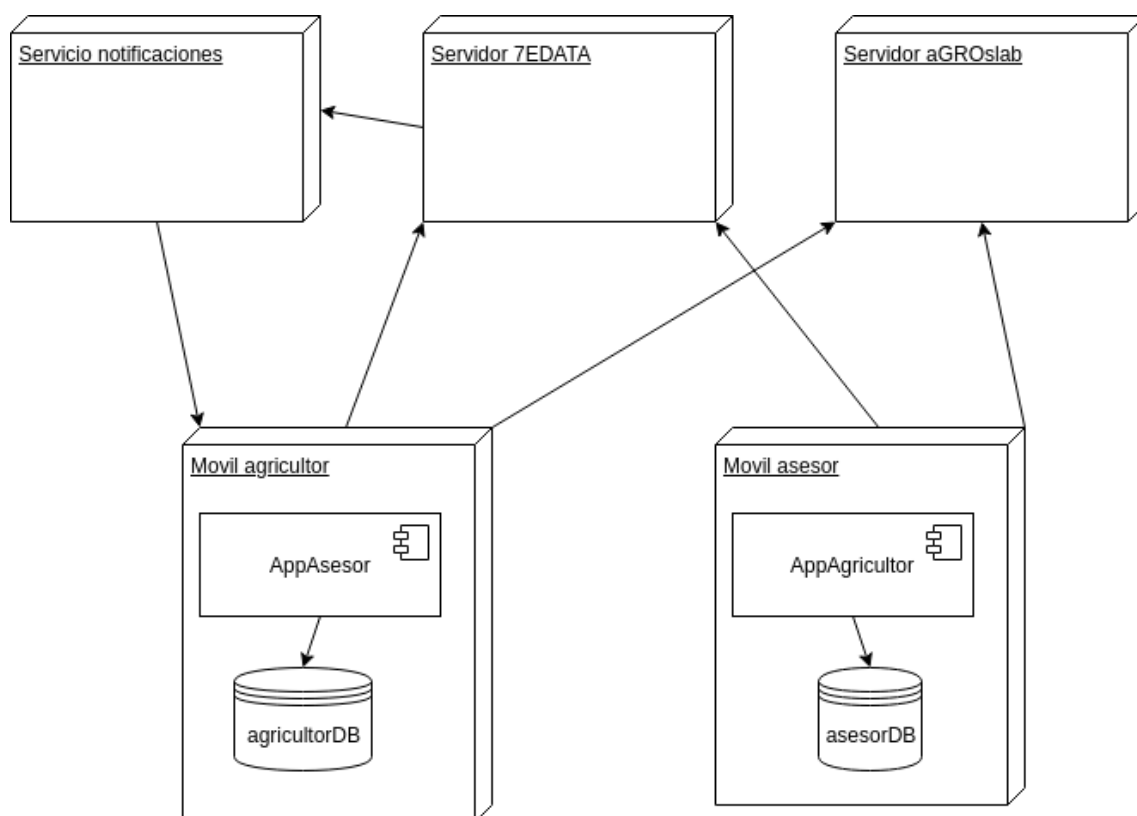 Servicio notificaciones
Servidor 7EDATA
Servidor aGROslab
Movil agricultor
AppAsesor
agricultorDB
Movil asesor
AppAgricultor
asesorDB